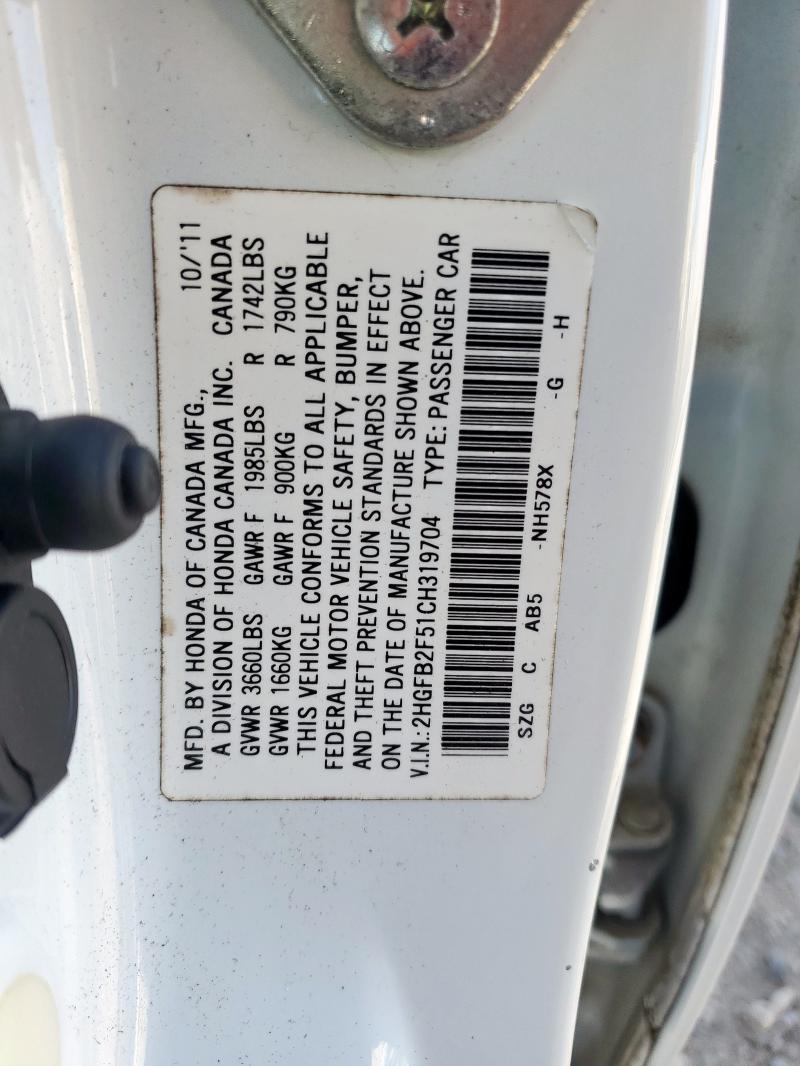 MFD. BY HONDA OF CANADA MFG., 10/'11
A DIVISION OF HONDA CANADA INC. CANADA
GVWR 3660LBS GAWR F 1985LBS R 1742LBS
GVWR 1660KG GAWR F 900KG R 790KG
THIS VEHICLE CONFORMS TO ALL APPLICABLE
FEDERAL MOTOR VEHICLE SAFETY, BUMPER,
AND THEFT PREVENTION STANDARDS IN EFFECT
ON THE DATE OF MANUFACTURE SHOWN ABOVE.
V.I.N.: 2HGFB2F51CH319704 TYPE: PASSENGER CAR
SZG C AB5 -NH578X -G -H